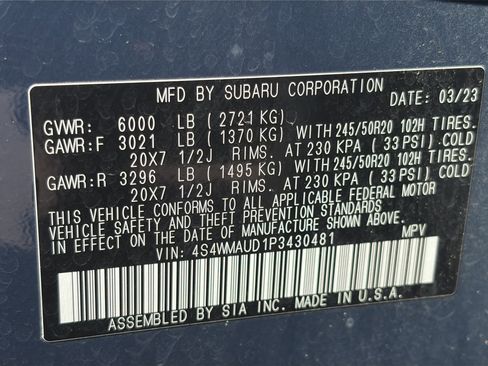 MFD BY SUBARU CORPORATION
DATE: 03/23
GVWR: 6000 LB (2721 KG)
GAWR:F 3021 LB (1370 KG) WITH 245/50R20 102H TIRES.
20X7 1/2J RIMS. AT 230 KPA (33 PSI) COLD
GAWR:R 3296 LB (1495 KG) WITH 245/50R20 102H TIRES.
20X7 1/2J RIMS. AT 230 KPA (33 PSI) COLD
THIS VEHICLE CONFORMS TO ALL APPLICABLE FEDERAL MOTOR
VEHICLE SAFETY AND THEFT PREVENTION STANDARDS
IN EFFECT ON THE DATE OF MANUFACTURE SHOWN ABOVE.
VIN: 4S4WMAUD1P3430481 MPV
ASSEMBLED BY SIA INC. MADE IN U.S.A.